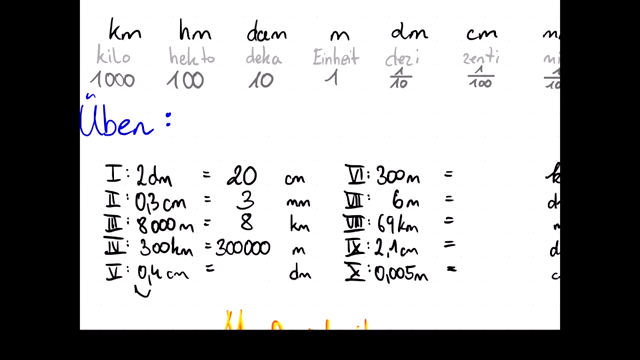 km hm dam m dm cm
kilo hekto deka Einheit dezi zenti
1000 100 10 1 1/10 1/100
Üben:
I: 2dm = 20 cm
II: 0,3cm = 3 mm
III: 8000m = 8 km
IV: 300km = 300000 m
V: 0,4cm = dm
VI: 300m =
VII: 6m =
VIII: 69km =
IX: 2,1cm =
X: 0,005m =